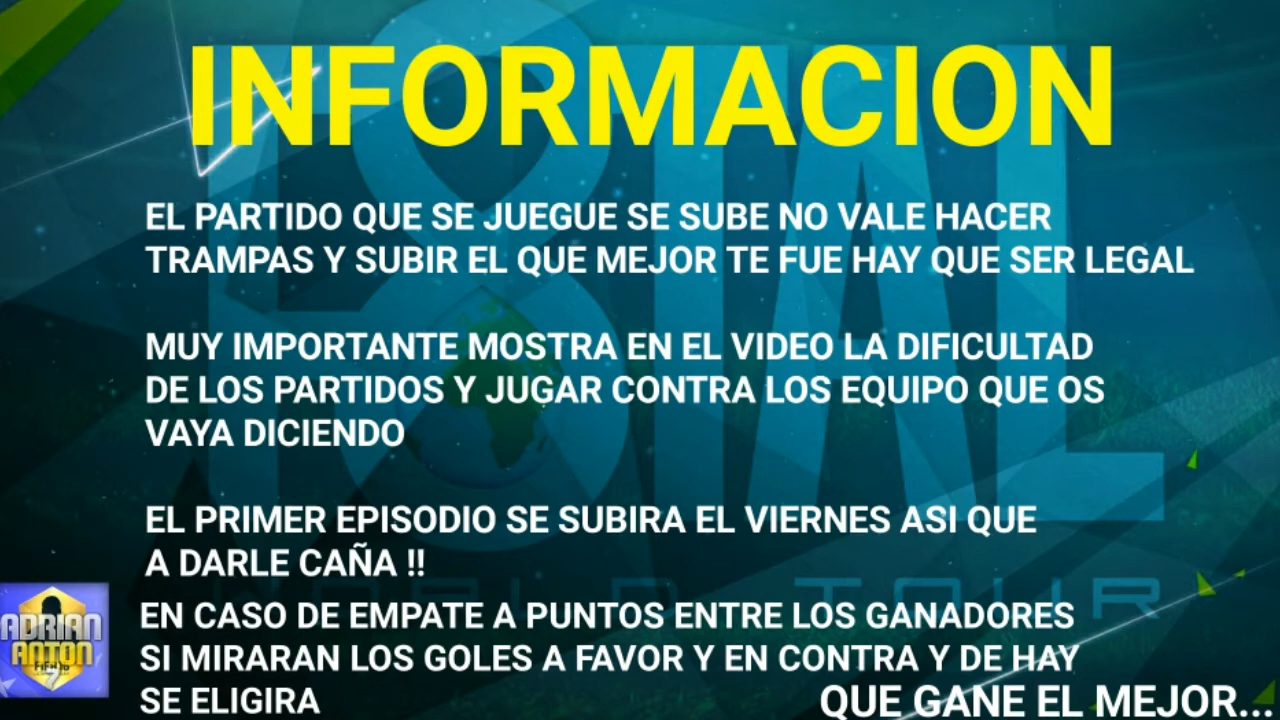 INFORMACION
EL PARTIDO QUE SE JUEGUE SE SUBE NO VALE HACER
TRAMPAS Y SUBIR EL QUE MEJOR TE FUE HAY QUE SER LEGAL
MUY IMPORTANTE MOSTRA EN EL VIDEO LA DIFICULTAD
DE LOS PARTIDOS Y JUGAR CONTRA LOS EQUIPO QUE OS
VAYA DICIENDO
EL PRIMER EPISODIO SE SUBIRA EL VIERNES ASI QUE
A DARLE CAÑA !!
WORLD TOUR
EN CASO DE EMPATE A PUNTOS ENTRE LOS GANADORES
SI MIRARAN LOS GOLES A FAVOR Y EN CONTRA Y DE HAY
SE ELIGIRA
QUE GANE EL MEJOR...
ADRIAN
ANTON
7